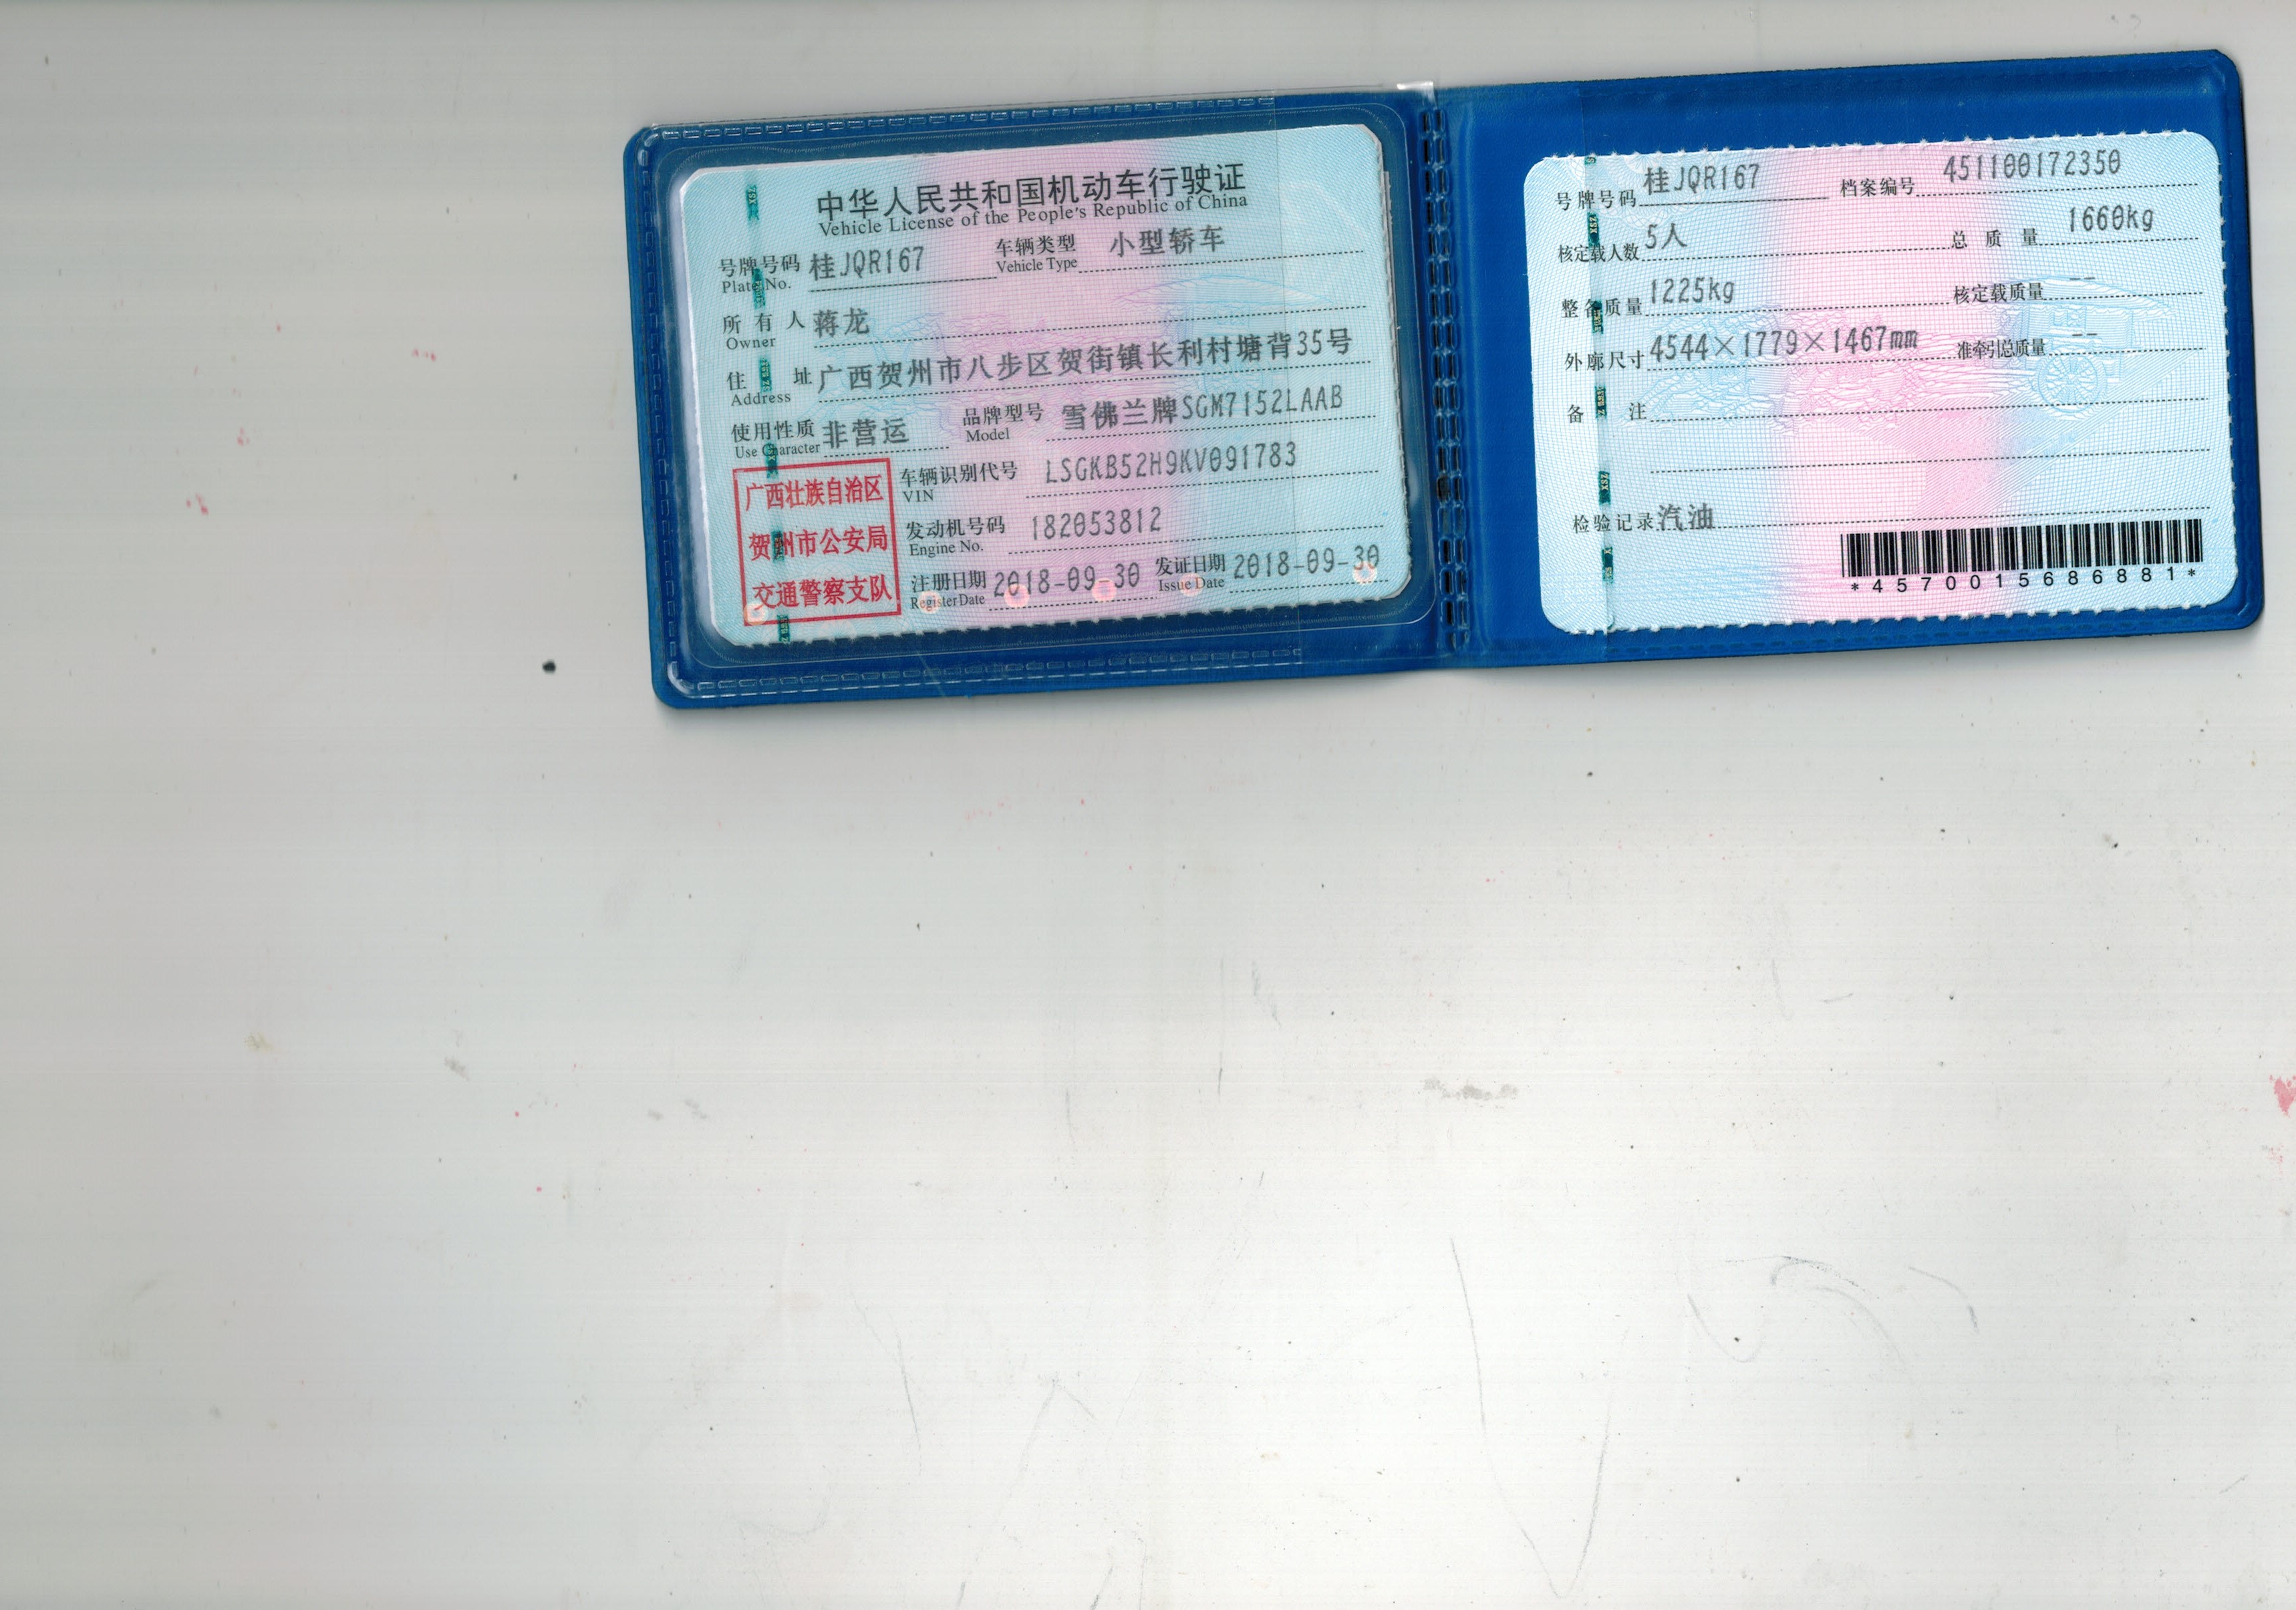 中华人民共和国机动车行驶证
Vehicle License of the People's Republic of China
号牌号码 桂JQR167 车辆类型 小型轿车
Plate No. Vehicle Type
所有人 蒋龙
Owner
住址 广西贺州市八步区贺街镇长利村塘背35号
Address
使用性质 非营运 品牌型号 雪佛兰牌SGM7152LAAB
Use Character Model
广西壮族自治区
贺州市公安局
交通警察支队
车辆识别代号 LSGKB52H9KV091783
VIN
发动机号码 182053812
Engine No.
注册日期 2018-09-30 发证日期 2018-09-30
Register Date Issue Date
号牌号码 桂JQR167 档案编号 451100172350
核定载人数 5人 总质量 1660kg
整备质量 1225kg 核定载质量 --
外廓尺寸 4544×1779×1467mm 准牵引总质量 --
备注
检验记录 汽油
*4570015686881*